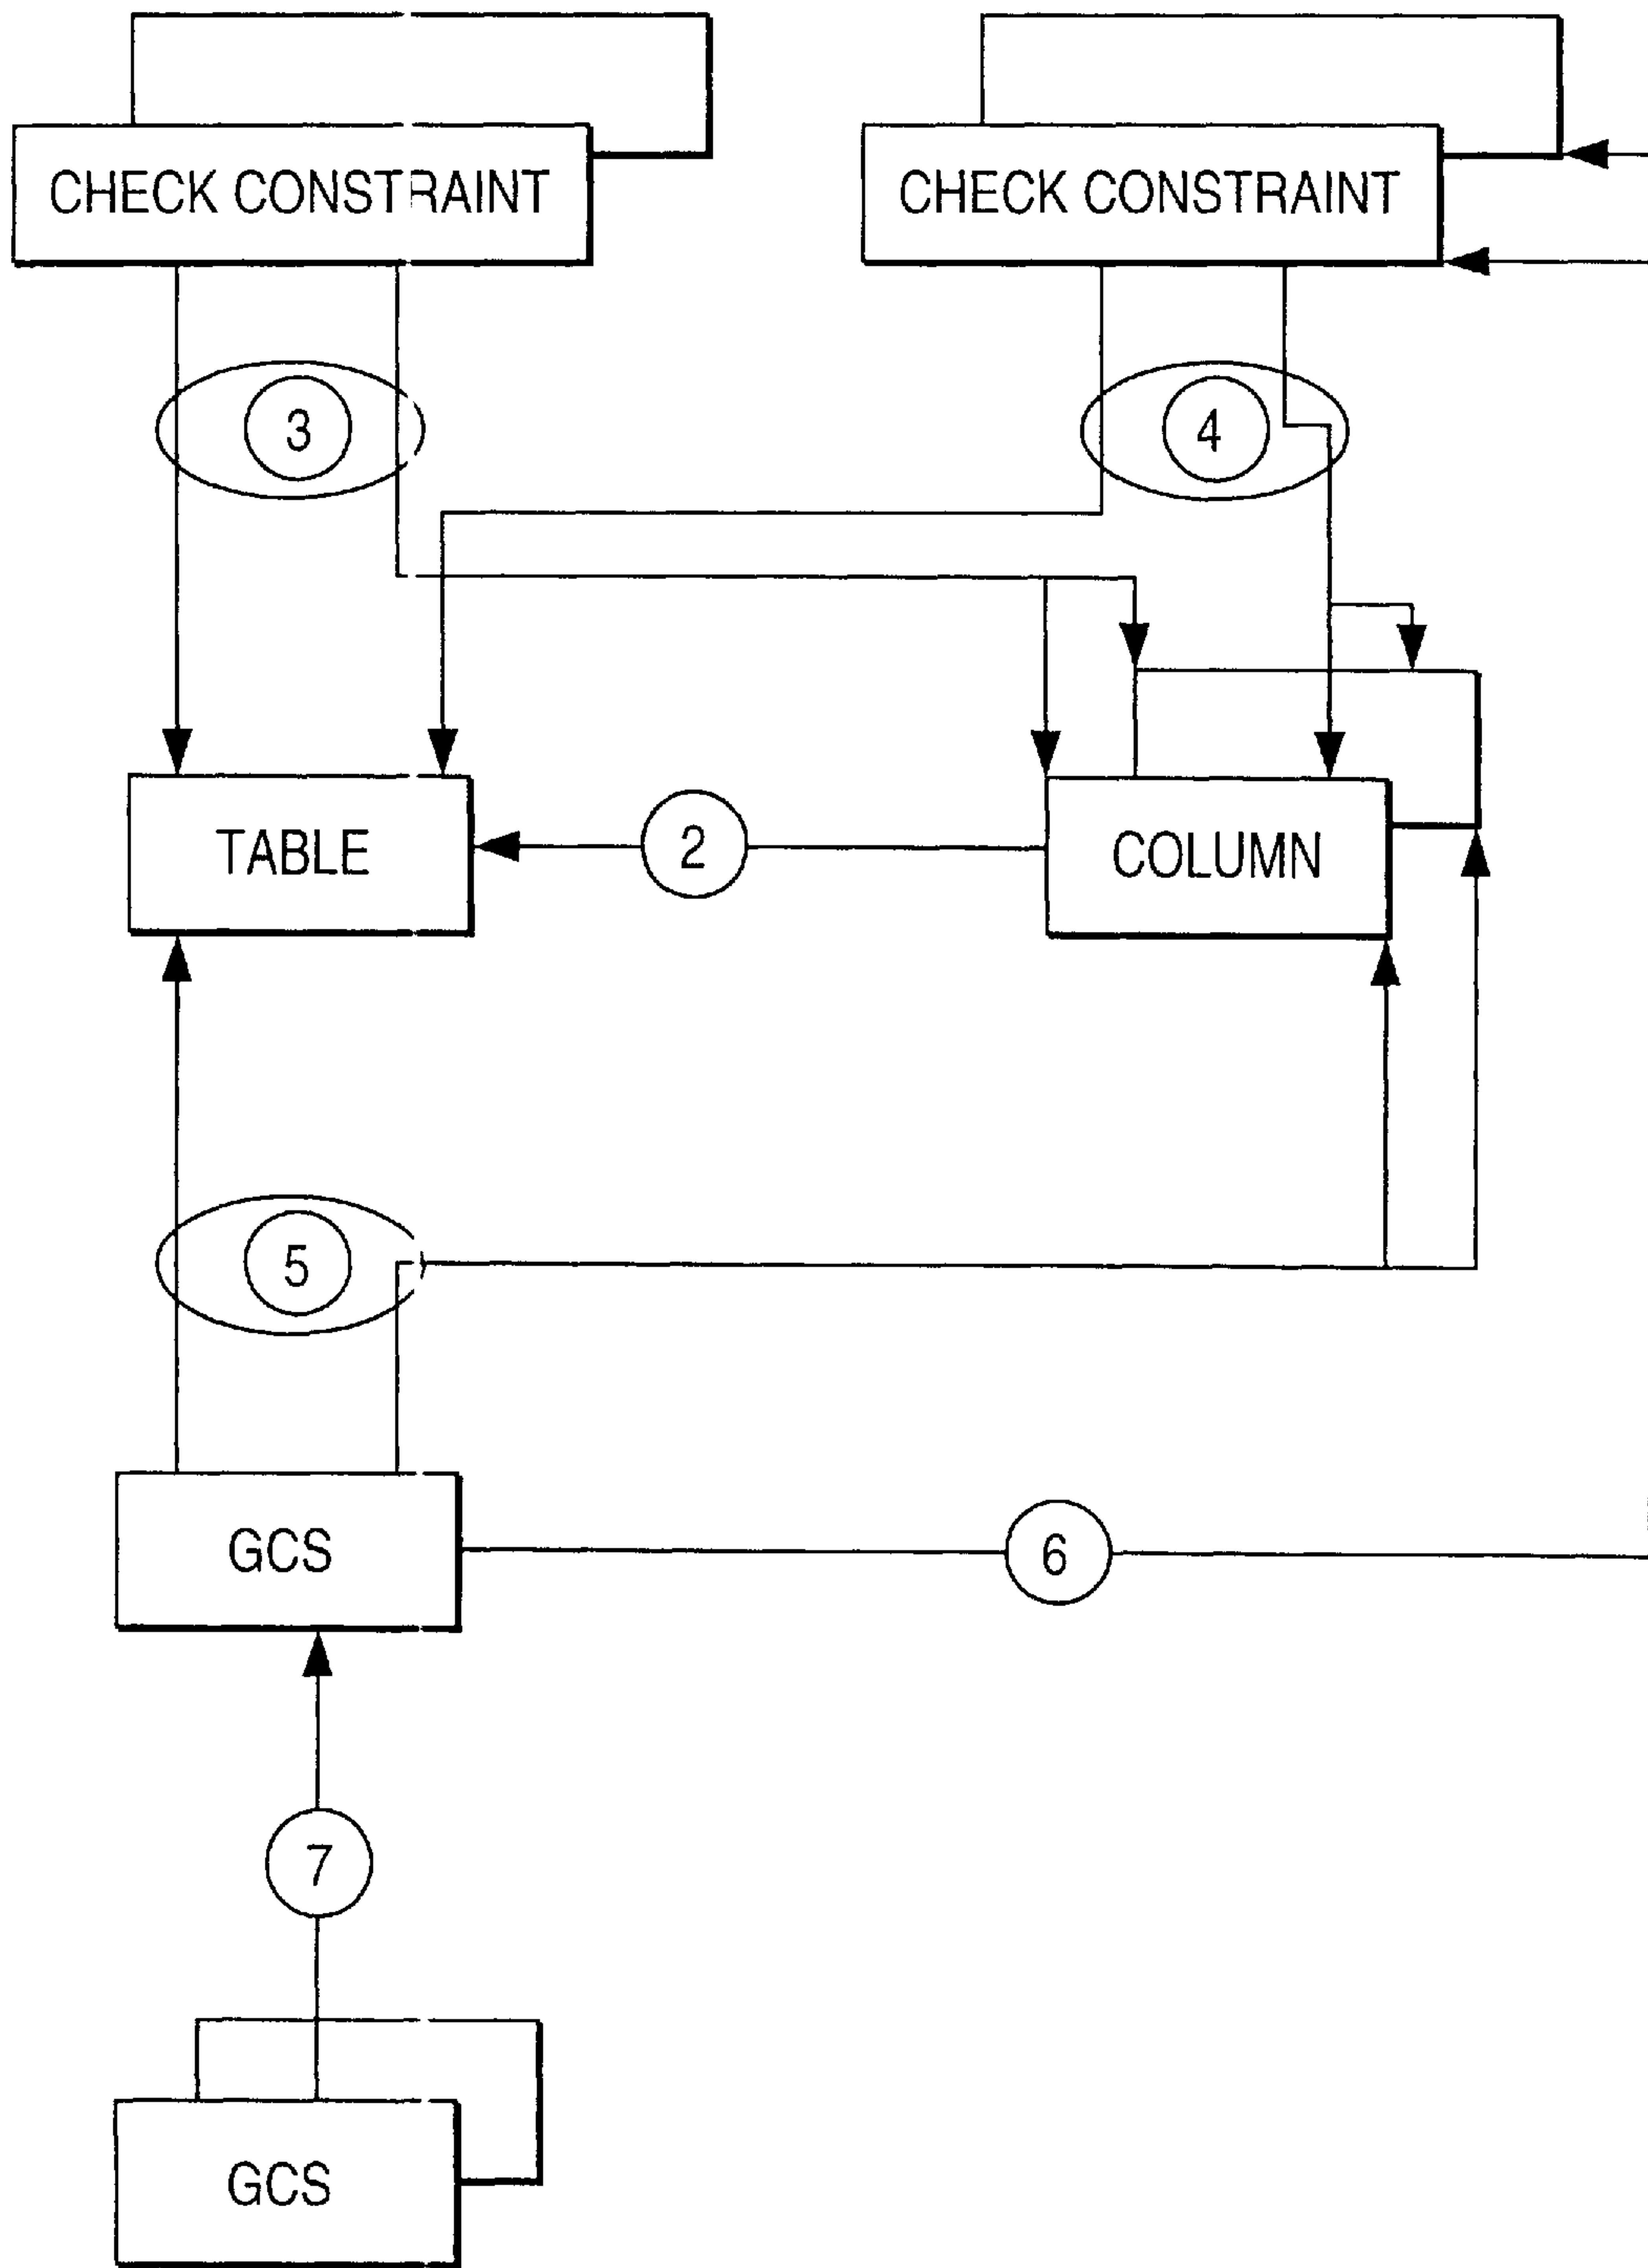 CHECK CONSTRAINT
CHECK CONSTRAINT
3
4
TABLE
2
COLUMN
5
GCS
6
7
GCS